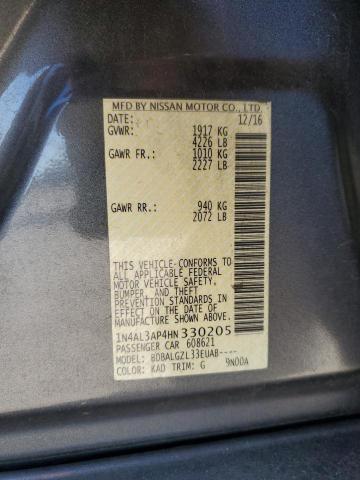 MFD BY NISSAN MOTOR CO., LTD.
DATE: 12/16
GVWR: 1917 KG
4226 LB
GAWR FR.: 1010 KG
2227 LB
GAWR RR.: 940 KG
2072 LB
THIS VEHICLE CONFORMS TO
ALL APPLICABLE FEDERAL
MOTOR VEHICLE SAFETY,
BUMPER, AND THEFT
PREVENTION STANDARDS
IN EFFECT ON THE DATE OF
MANUFACTURE SHOWN ABOVE.
1N4AL3AP4HN330205
PASSENGER CAR 608621
MODEL: BDBALGZL33EUAB----
COLOR: KAD TRIM: G 9N00A